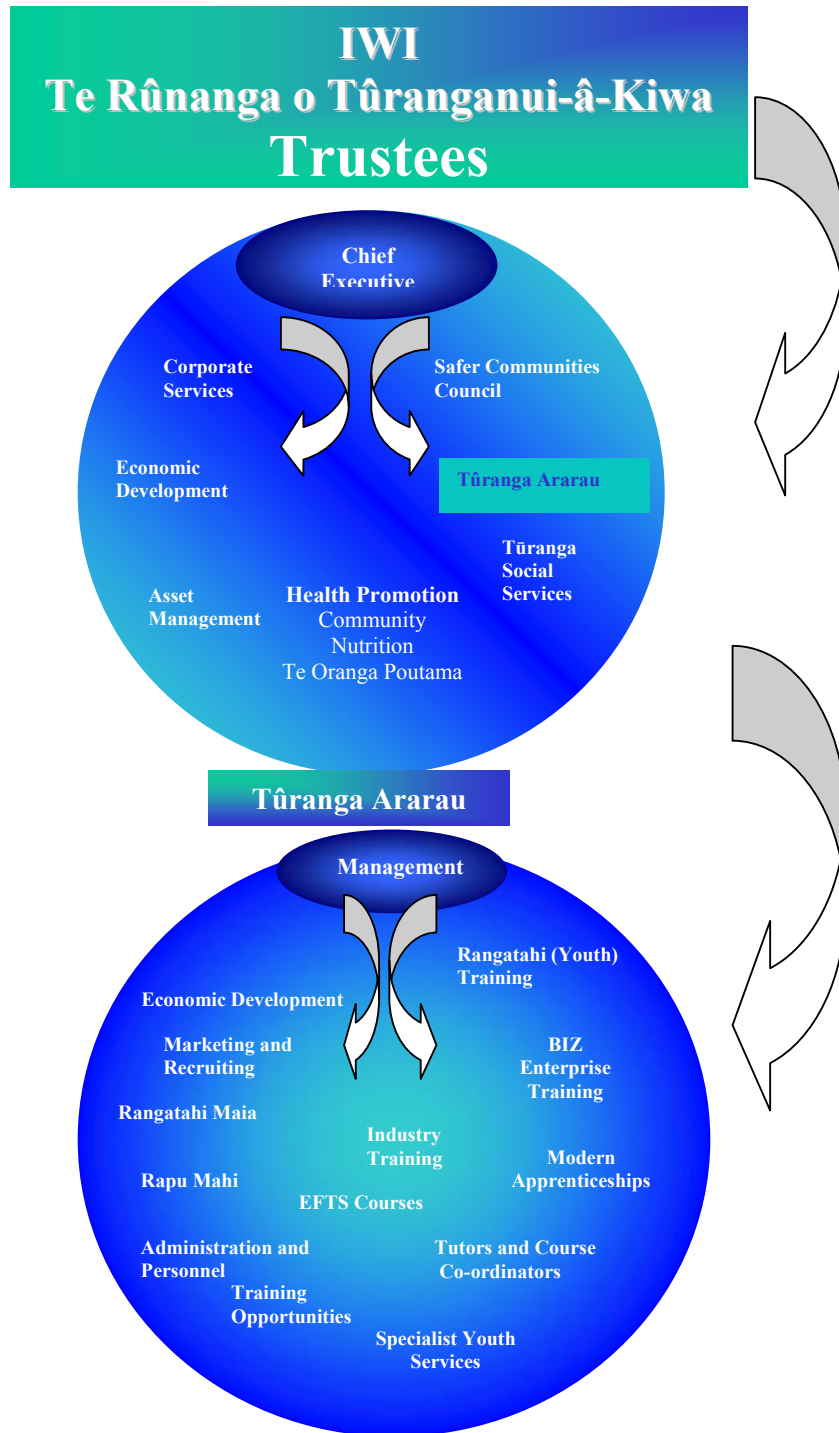 IWI
Te Rûnanga o Tûranganui-â-Kiwa
Trustees
Chief
Executive
Corporate
Services
Safer Communities
Council
Economic
Development
Tûranga Ararau
Tūranga
Social
Services
Asset
Management
Health Promotion
Community
Nutrition
Te Oranga Poutama
Tûranga Ararau
Management
Rangatahi (Youth)
Training
Economic Development
Marketing and
Recruiting
BIZ
Enterprise
Training
Rangatahi Maia
Industry
Training
Modern
Apprenticeships
Rapu Mahi
EFTS Courses
Administration and
Personnel
Tutors and Course
Co-ordinators
Training
Opportunities
Specialist Youth
Services